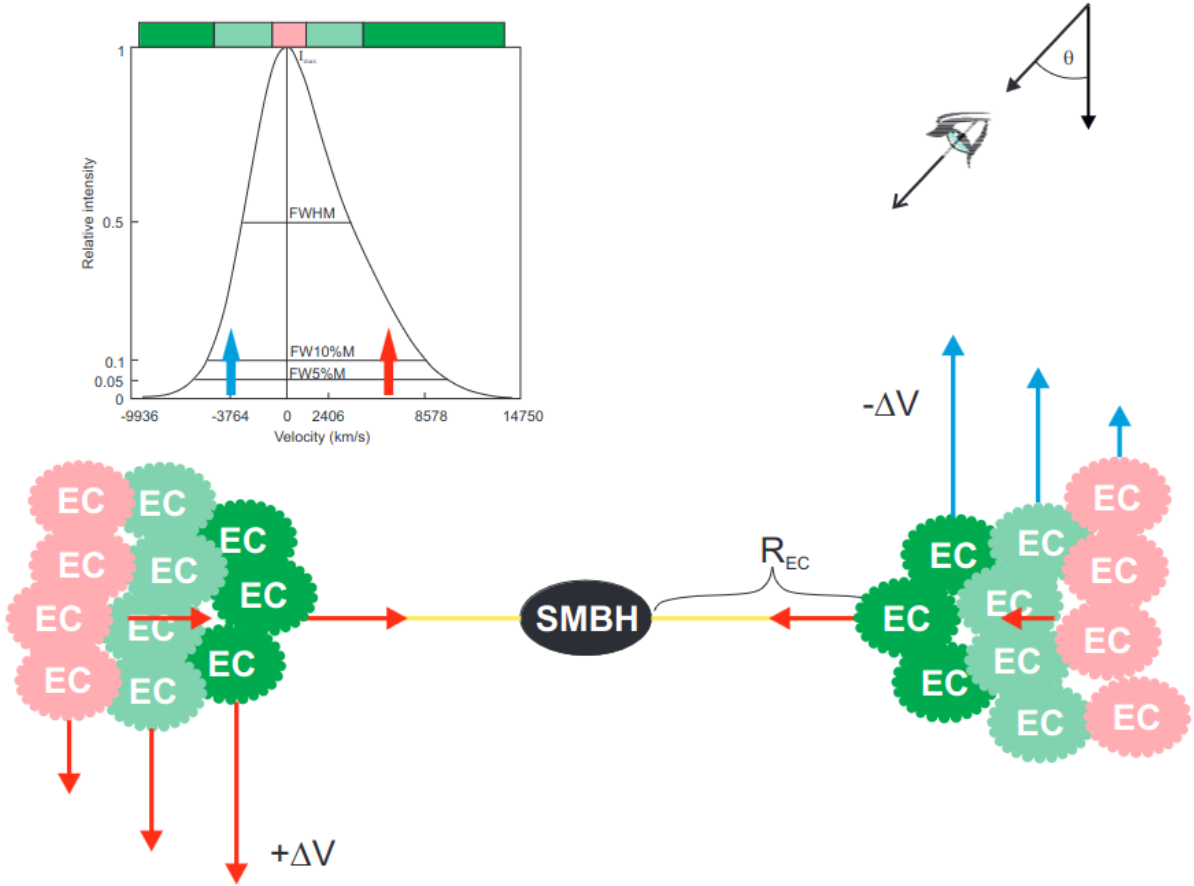 1
I max
θ
Relative intensity
FWHM
0.5
FW10%M
0.1
FW5%M
0.05
0
-9936 -3764 0 2406 8578 14750
Velocity (km/s)
-ΔV
EC EC EC
EC EC EC
EC EC EC EC
EC EC EC
R_EC
SMBH
EC EC EC
EC EC
EC EC EC
EC EC
EC EC EC
+ΔV